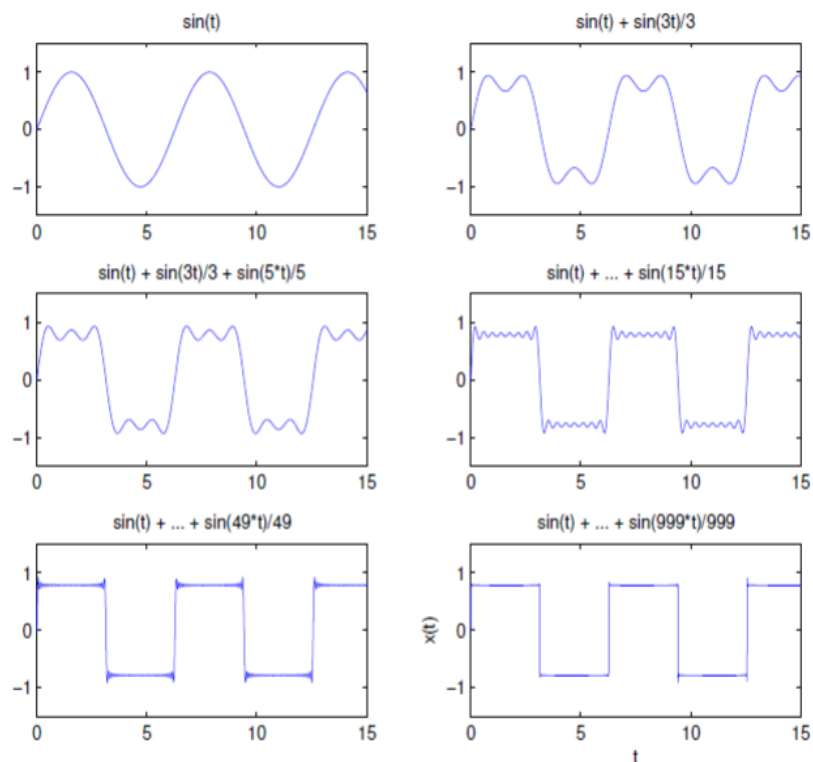 sin(t)
sin(t) + sin(3t)/3
1
0
−1
0 5 10 15
1
0
−1
0 5 10 15
sin(t) + sin(3t)/3 + sin(5*t)/5
sin(t) + ... + sin(15*t)/15
1
0
−1
0 5 10 15
1
0
−1
0 5 10 15
sin(t) + ... + sin(49*t)/49
sin(t) + ... + sin(999*t)/999
1
0
−1
0 5 10 15
x(t)
1
0
−1
0 5 10 15
t